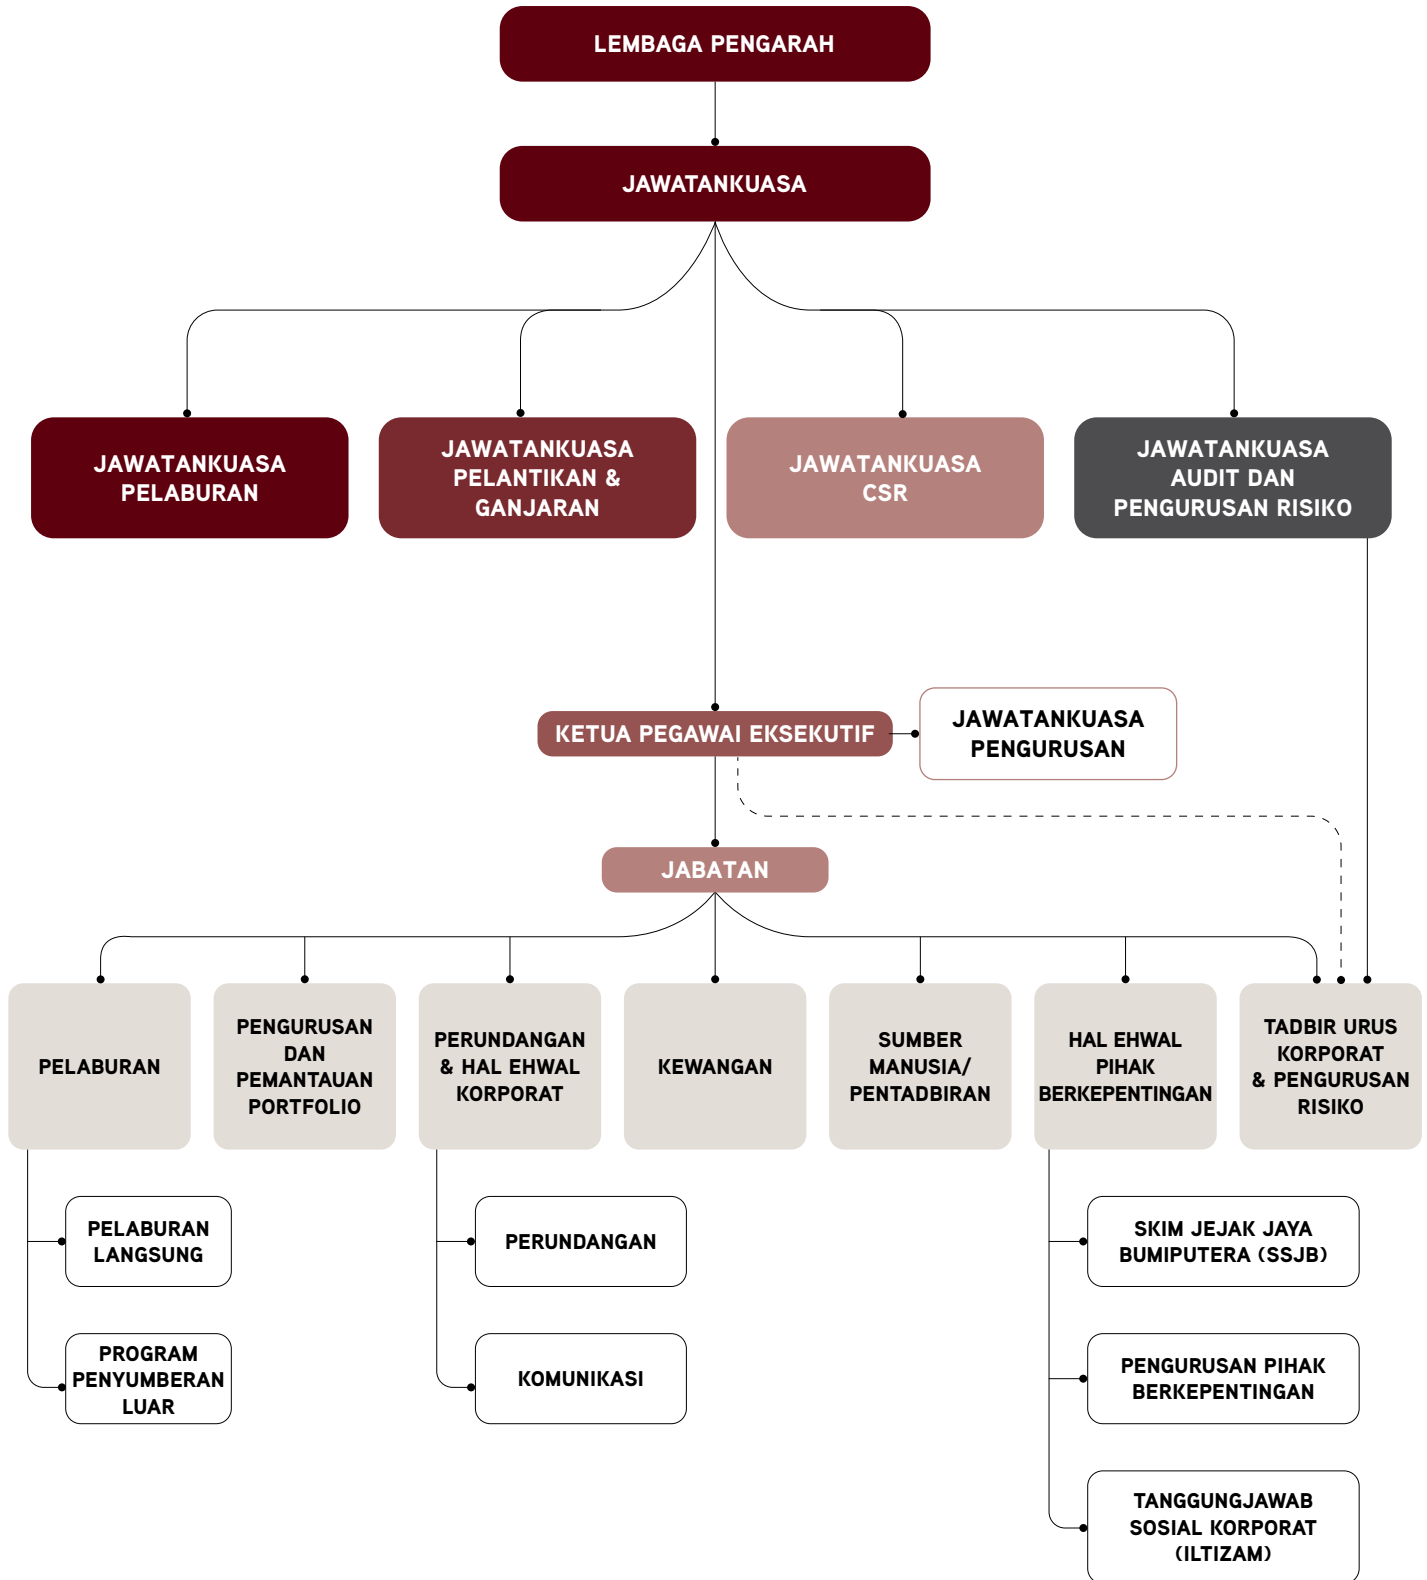 LEMBAGA PENGARAH
JAWATANKUASA
JAWATANKUASA
PELABURAN
JAWATANKUASA
PELANTIKAN &
GANJARAN
JAWATANKUASA
CSR
JAWATANKUASA
AUDIT DAN
PENGURUSAN RISIKO
KETUA PEGAWAI EKSEKUTIF
JAWATANKUASA
PENGURUSAN
JABATAN
PELABURAN
PENGURUSAN
DAN
PEMANTAUAN
PORTFOLIO
PERUNDANGAN
& HAL EHWAL
KORPORAT
KEWANGAN
SUMBER
MANUSIA/
PENTADBIRAN
HAL EHWAL
PIHAK
BERKEPENTINGAN
TADBIR URUS
KORPORAT
& PENGURUSAN
RISIKO
PELABURAN
LANGSUNG
PROGRAM
PENYUMBERAN
LUAR
PERUNDANGAN
KOMUNIKASI
SKIM JEJAK JAYA
BUMIPUTERA (SSJB)
PENGURUSAN PIHAK
BERKEPENTINGAN
TANGGUNGJAWAB
SOSIAL KORPORAT
(ILTIZAM)